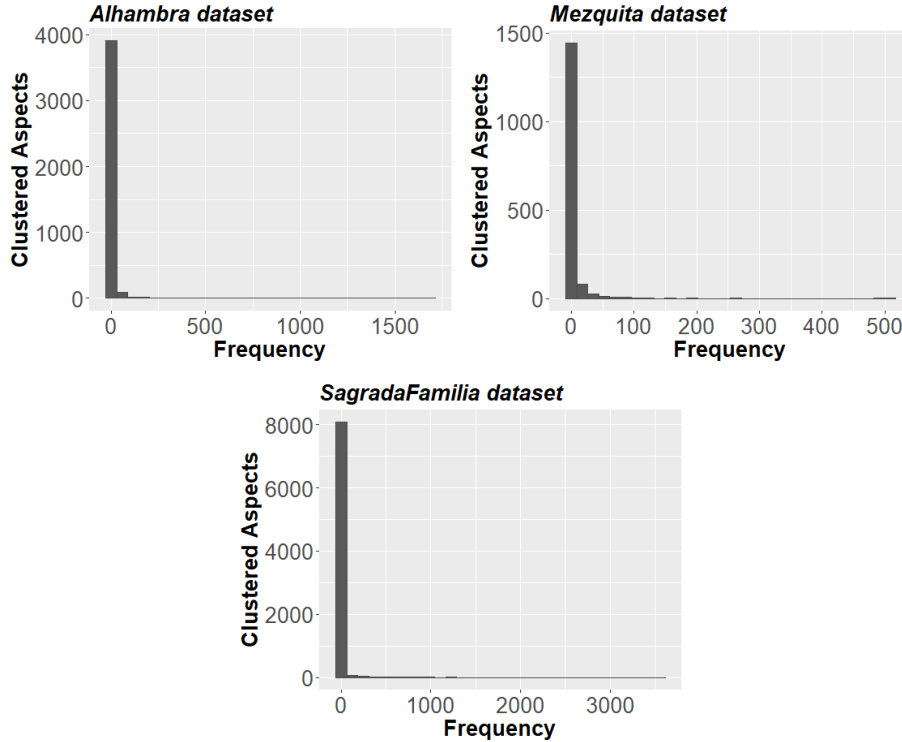 Alhambra dataset
4000
3000
2000
1000
0
Clustered Aspects
0 500 1000 1500
Frequency
Mezquita dataset
1500
1000
500
0
Clustered Aspects
0 100 200 300 400 500
Frequency
SagradaFamilia dataset
8000
6000
4000
2000
0
Clustered Aspects
0 1000 2000 3000
Frequency